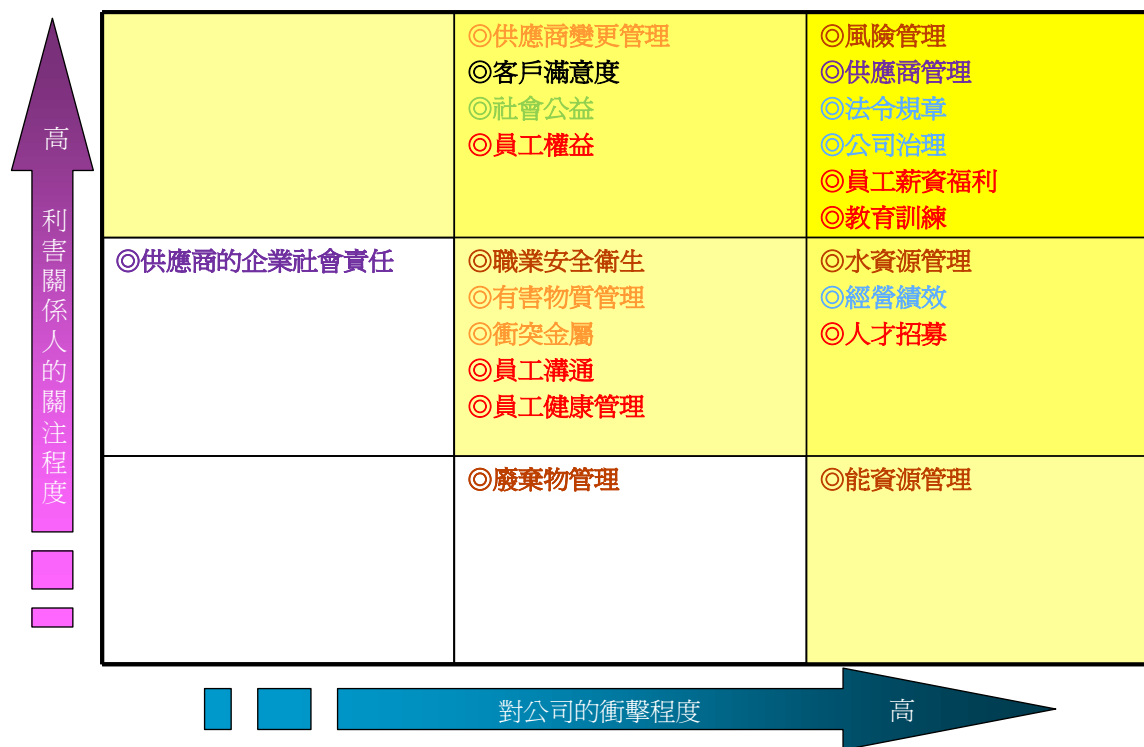 高
利害關係人的關注程度
◎供應商變更管理
◎客戶滿意度
◎社會公益
◎員工權益
◎風險管理
◎供應商管理
◎法令規章
◎公司治理
◎員工薪資福利
◎教育訓練
◎供應商的企業社會責任
◎職業安全衛生
◎有害物質管理
◎衝突金屬
◎員工溝通
◎員工健康管理
◎水資源管理
◎經營績效
◎人才招募
◎廢棄物管理
◎能資源管理
對公司的衝擊程度
高